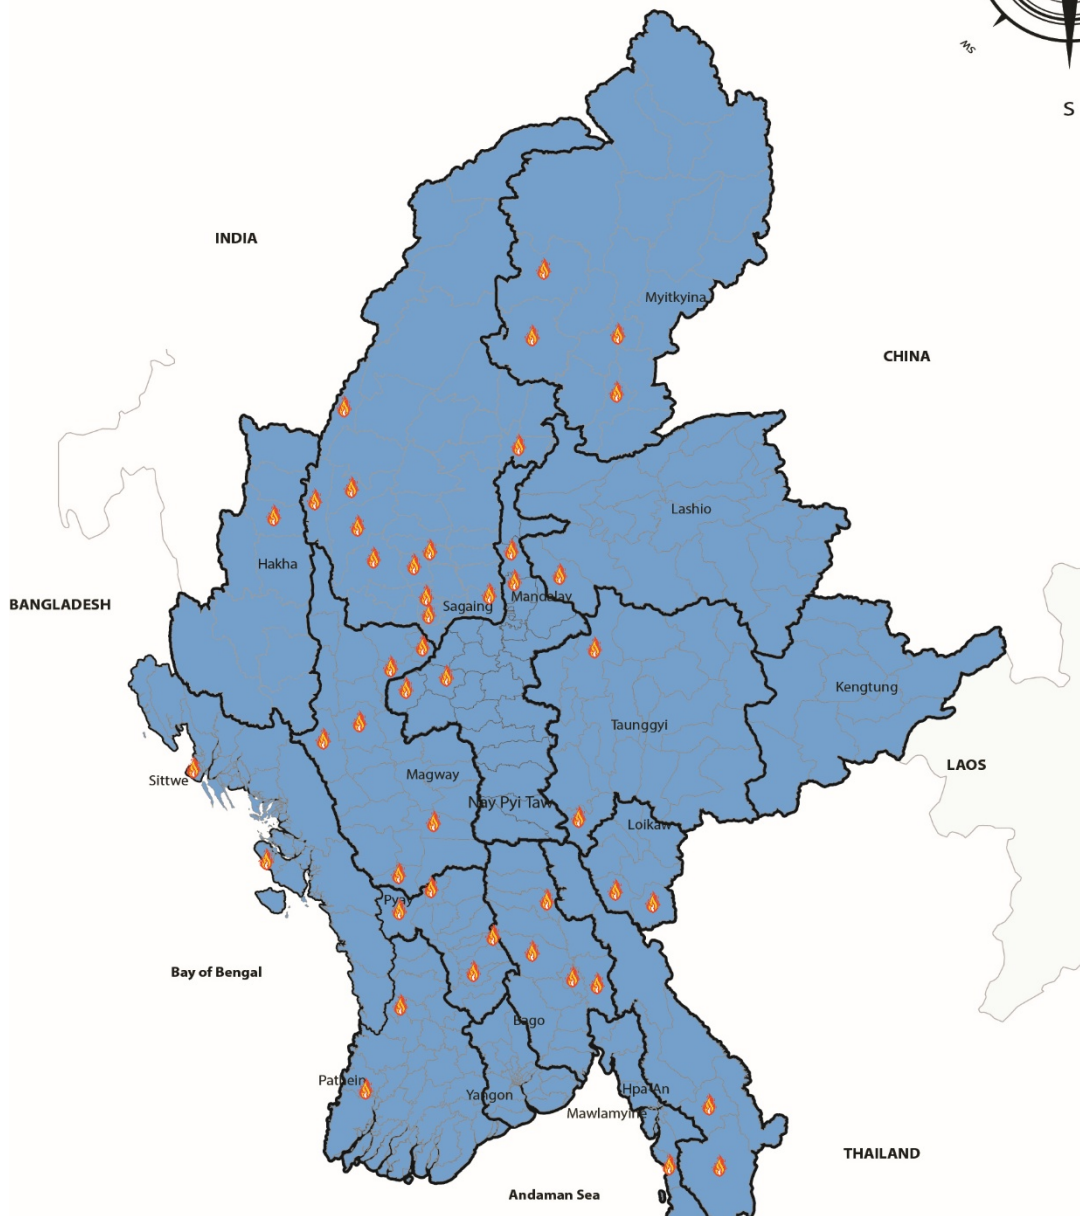 SW
S
INDIA
Myitkyina
CHINA
Lashio
Hakha
BANGLADESH
Sagaing
Mandalay
Kengtung
Taunggyi
LAOS
Sittwe
Magway
Nay Pyi Taw
Loikaw
Pyay
Bay of Bengal
Bago
Pathein
Yangon
Hpa-An
Mawlamyine
THAILAND
Andaman Sea